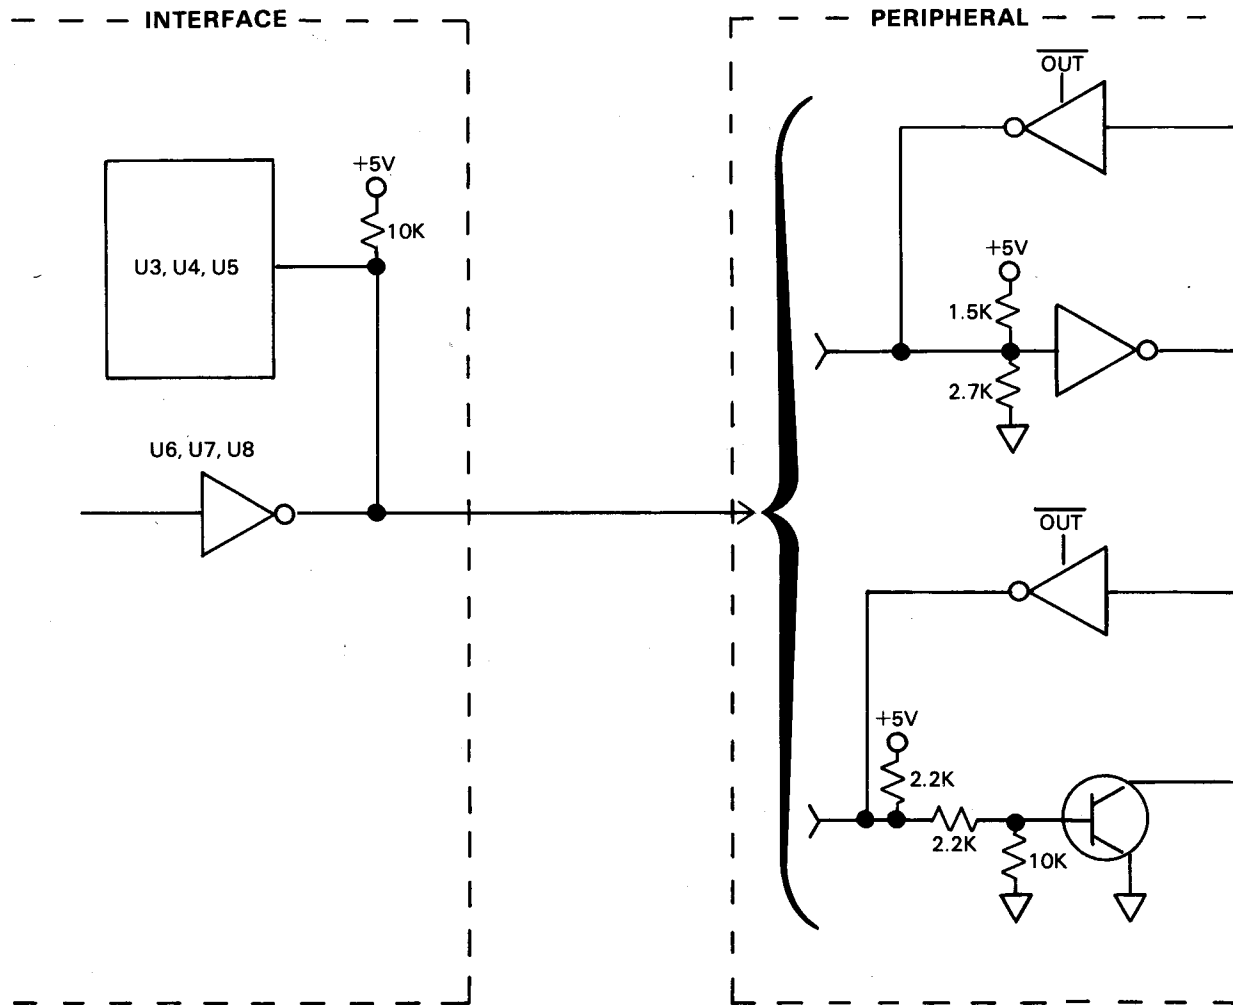 INTERFACE
+5V
10K
U3, U4, U5
U6, U7, U8
PERIPHERAL
OUT
+5V
1.5K
2.7K
OUT
+5V
2.2K
2.2K
10K